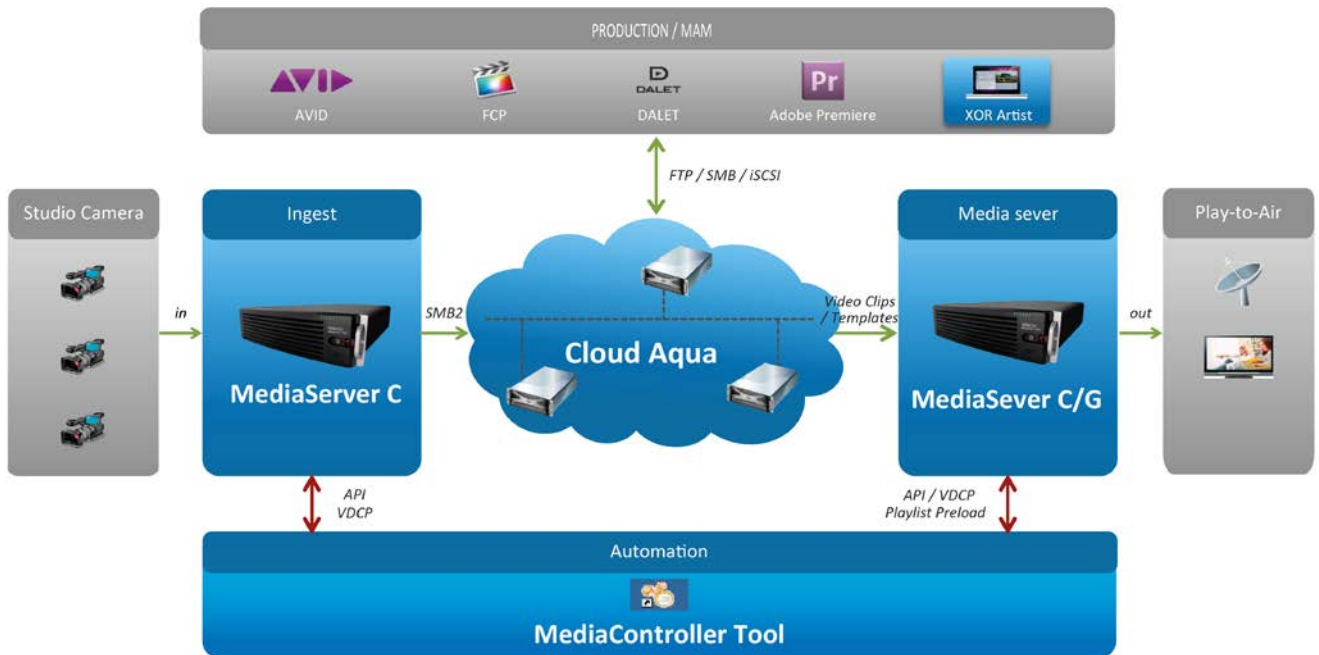 PRODUCTION / MAM
AVID
AVID
FCP
D
DALET
DALET
Pr
Adobe Premiere
XOR Artist
FTP / SMB / iSCSI
Studio Camera
Ingest
Media sever
Play-to-Air
in
SMB2
Video Clips
/ Templates
out
Cloud Aqua
MediaServer C
MediaSever C/G
API
VDCP
API / VDCP
Playlist Preload
Automation
MediaController Tool